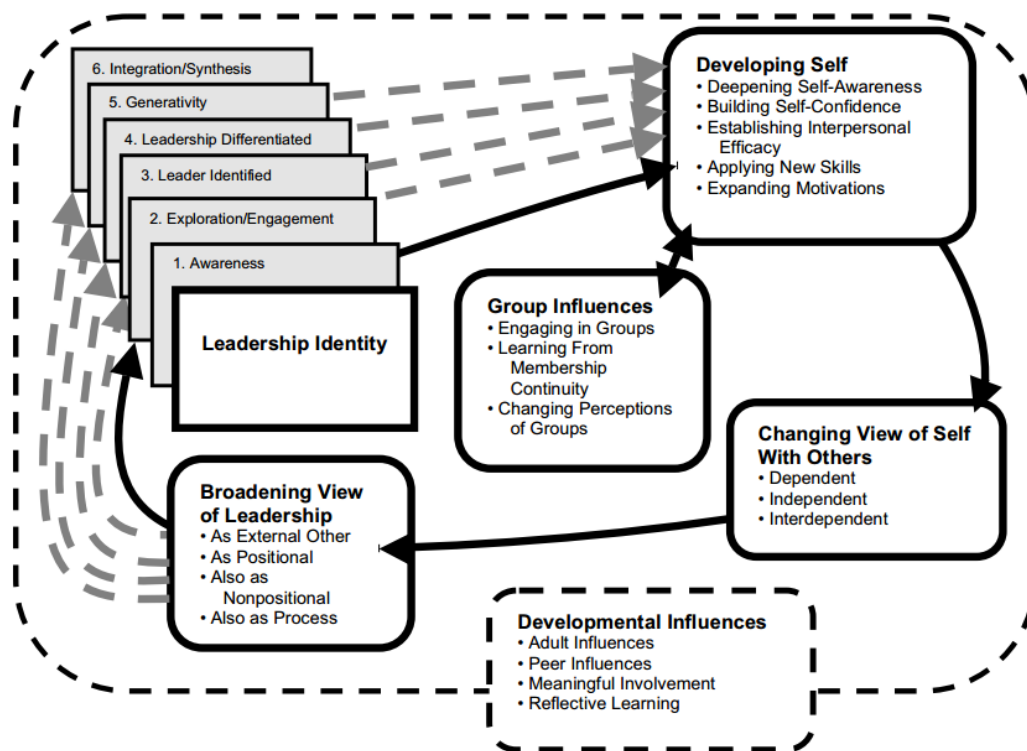 6. Integration/Synthesis
5. Generativity
4. Leadership Differentiated
3. Leader Identified
2. Exploration/Engagement
1. Awareness
Leadership Identity
Developing Self
• Deepening Self-Awareness
• Building Self-Confidence
• Establishing Interpersonal
Efficacy
• Applying New Skills
• Expanding Motivations
Group Influences
• Engaging in Groups
• Learning From
Membership
Continuity
• Changing Perceptions
of Groups
Changing View of Self
With Others
• Dependent
• Independent
• Interdependent
Broadening View
of Leadership
• As External Other
• As Positional
• Also as
Nonpositional
• Also as Process
Developmental Influences
• Adult Influences
• Peer Influences
• Meaningful Involvement
• Reflective Learning